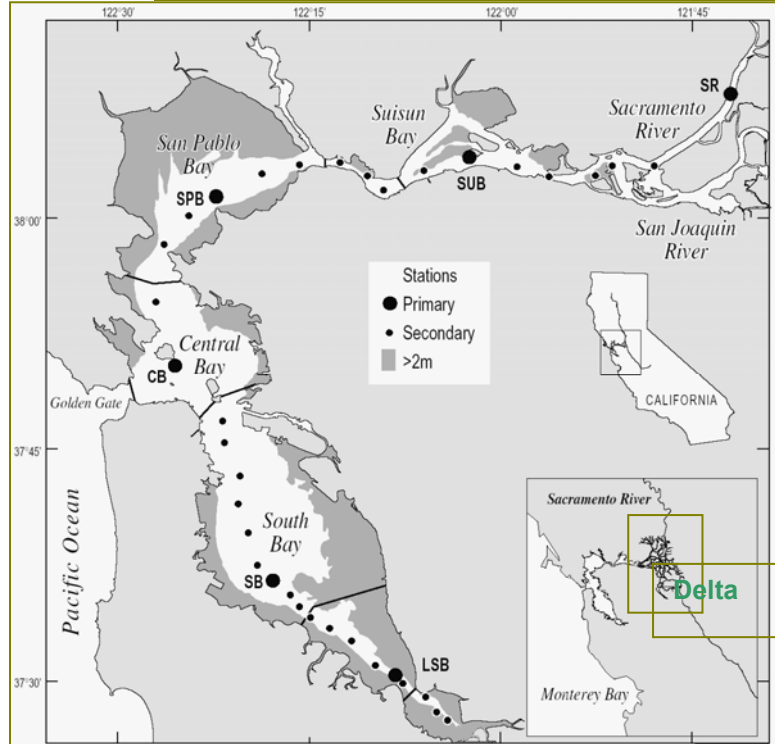 122°30'
122°15'
122°00'
121°45'
SR
Suisun
Bay
Sacramento
River
San Pablo
Bay
SUB
SPB
38°00'
San Joaquin
River
Stations
Primary
Secondary
>2m
Central
Bay
CB
CALIFORNIA
Golden Gate
37°45'
Sacramento River
South
Bay
Pacific Ocean
SB
Delta
LSB
37°30'
Monterey Bay